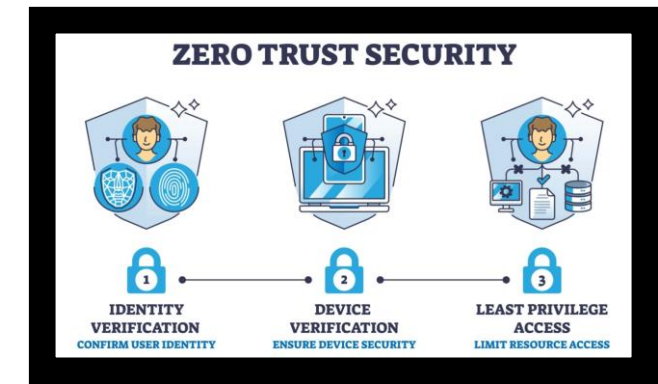 ZERO TRUST SECURITY
1
2
3
IDENTITY
VERIFICATION
CONFIRM USER IDENTITY
DEVICE
VERIFICATION
ENSURE DEVICE SECURITY
LEAST PRIVILEGE
ACCESS
LIMIT RESOURCE ACCESS